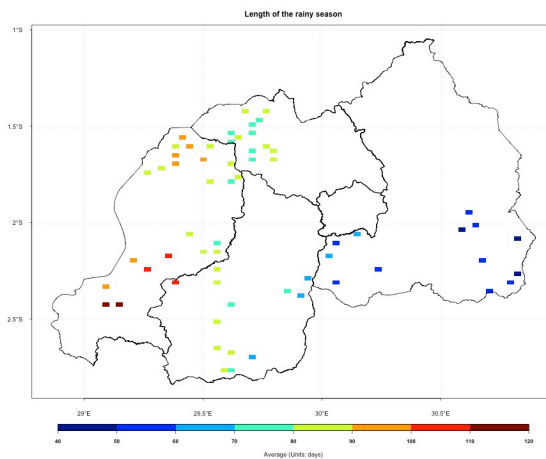 Length of the rainy season
1°S
1.5°S
2°S
2.5°S
29°E 29.5°E 30°E 30.5°E
40 50 60 70 80 90 100 110 120
Average (Units: days)